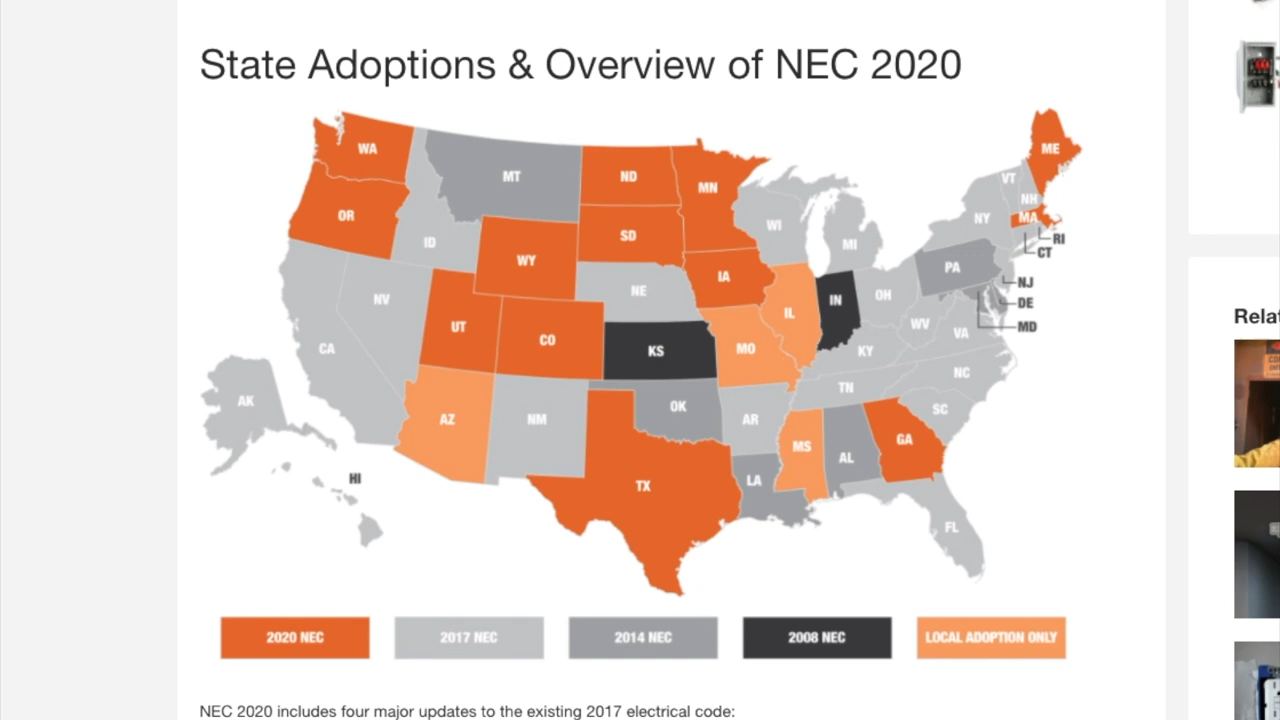 State Adoptions & Overview of NEC 2020
WA
MT
ND
MN
ME
VT
NH
OR
ID
SD
WI
NY
MA
MI
RI
CT
WY
PA
IA
NV
NE
OH
NJ
IL
IN
DE
UT
CO
WV
VA
MD
CA
KS
MO
KY
NC
TN
AK
OK
AZ
NM
AR
SC
MS
GA
AL
HI
TX
LA
FL
2020 NEC
2017 NEC
2014 NEC
2008 NEC
LOCAL ADOPTION ONLY
NEC 2020 includes four major updates to the existing 2017 electrical code: